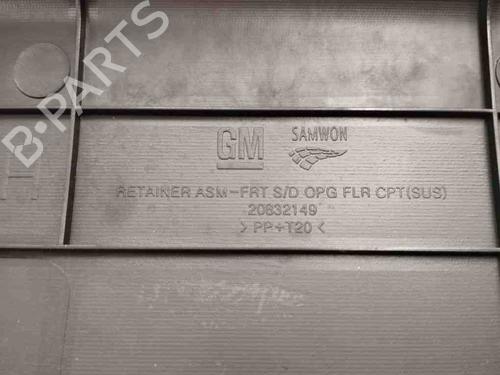 GM SAMWON
RETAINER ASM-FRT S/D OPG FLR CPT(SUS)
20832149
> PP+T20 <
B-PARTS